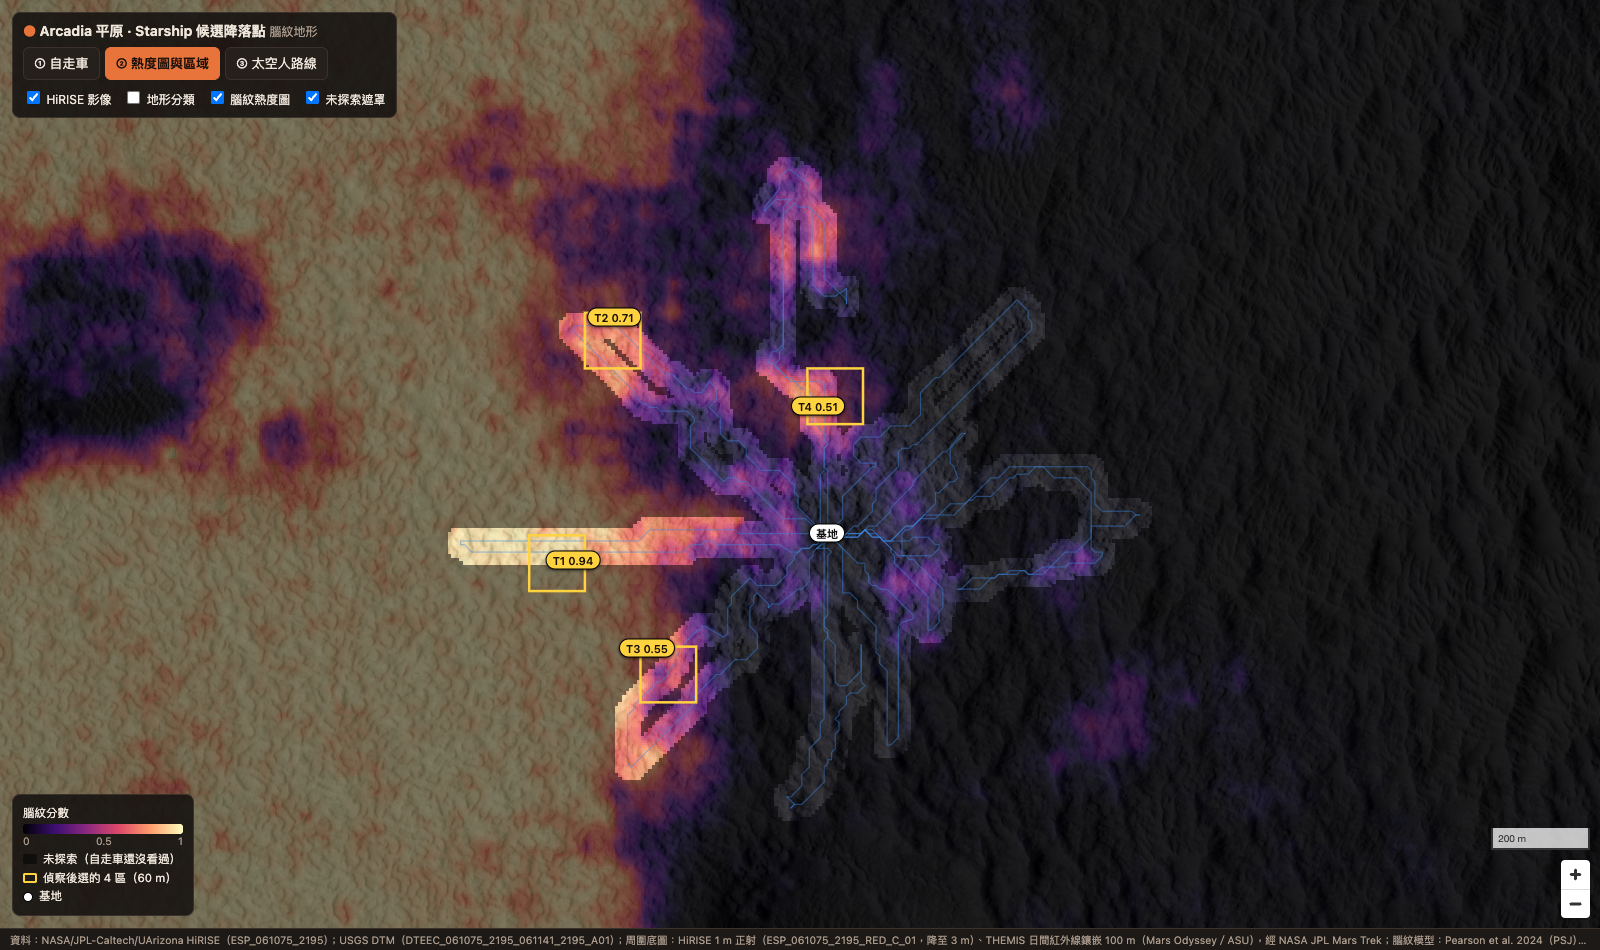 Arcadia 平原 · Starship 候選降落點 腦紋地形
① 自走車
② 熱度圖與區域
③ 太空人路線
HiRISE 影像
地形分類
腦紋熱度圖
未探索遮罩
T2 0.71
T4 0.51
基地
T1 0.94
T3 0.55
腦紋分數
0 0.5 1
未探索（自走車還沒看過）
偵察後選的 4 區（60 m）
基地
200 m
+
−
資料：NASA/JPL-Caltech/UArizona HiRISE（ESP_061075_2195）；USGS DTM（DTEEC_061075_2195_061141_2195_A01）；周圍底圖：HiRISE 1 m 正射（ESP_061075_2195_RED_C_01，降至 3 m）、THEMIS 日間紅外線鑲嵌 100 m（Mars Odyssey / ASU），經 NASA JPL Mars Trek；腦紋模型：Pearson et al. 2024（PSJ）...